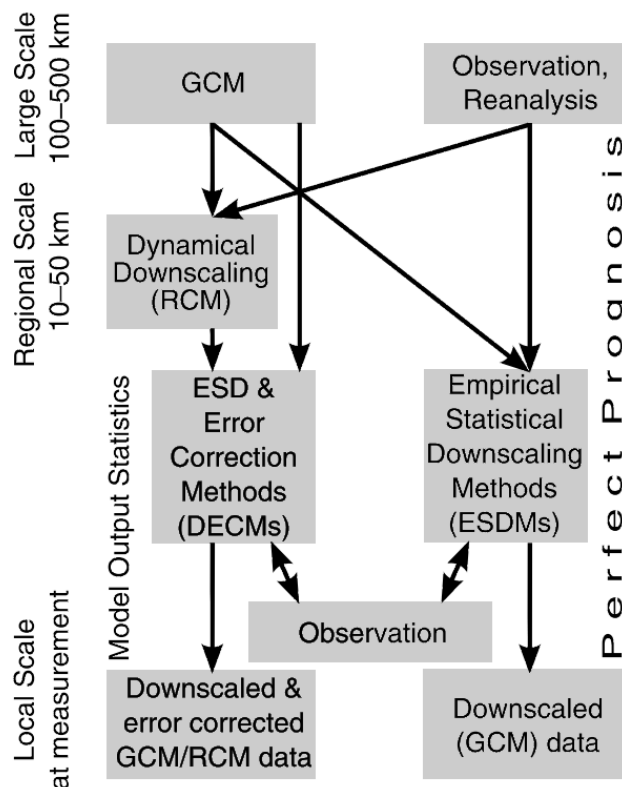 Large Scale
100–500 km
GCM
Observation,
Reanalysis
Regional Scale
10–50 km
Dynamical
Downscaling
(RCM)
Model Output Statistics
ESD &
Error
Correction
Methods
(DECMs)
Empirical
Statistical
Downscaling
Methods
(ESDMs)
Perfect Prognosis
Observation
Local Scale
at measurement
Downscaled &
error corrected
GCM/RCM data
Downscaled
(GCM) data